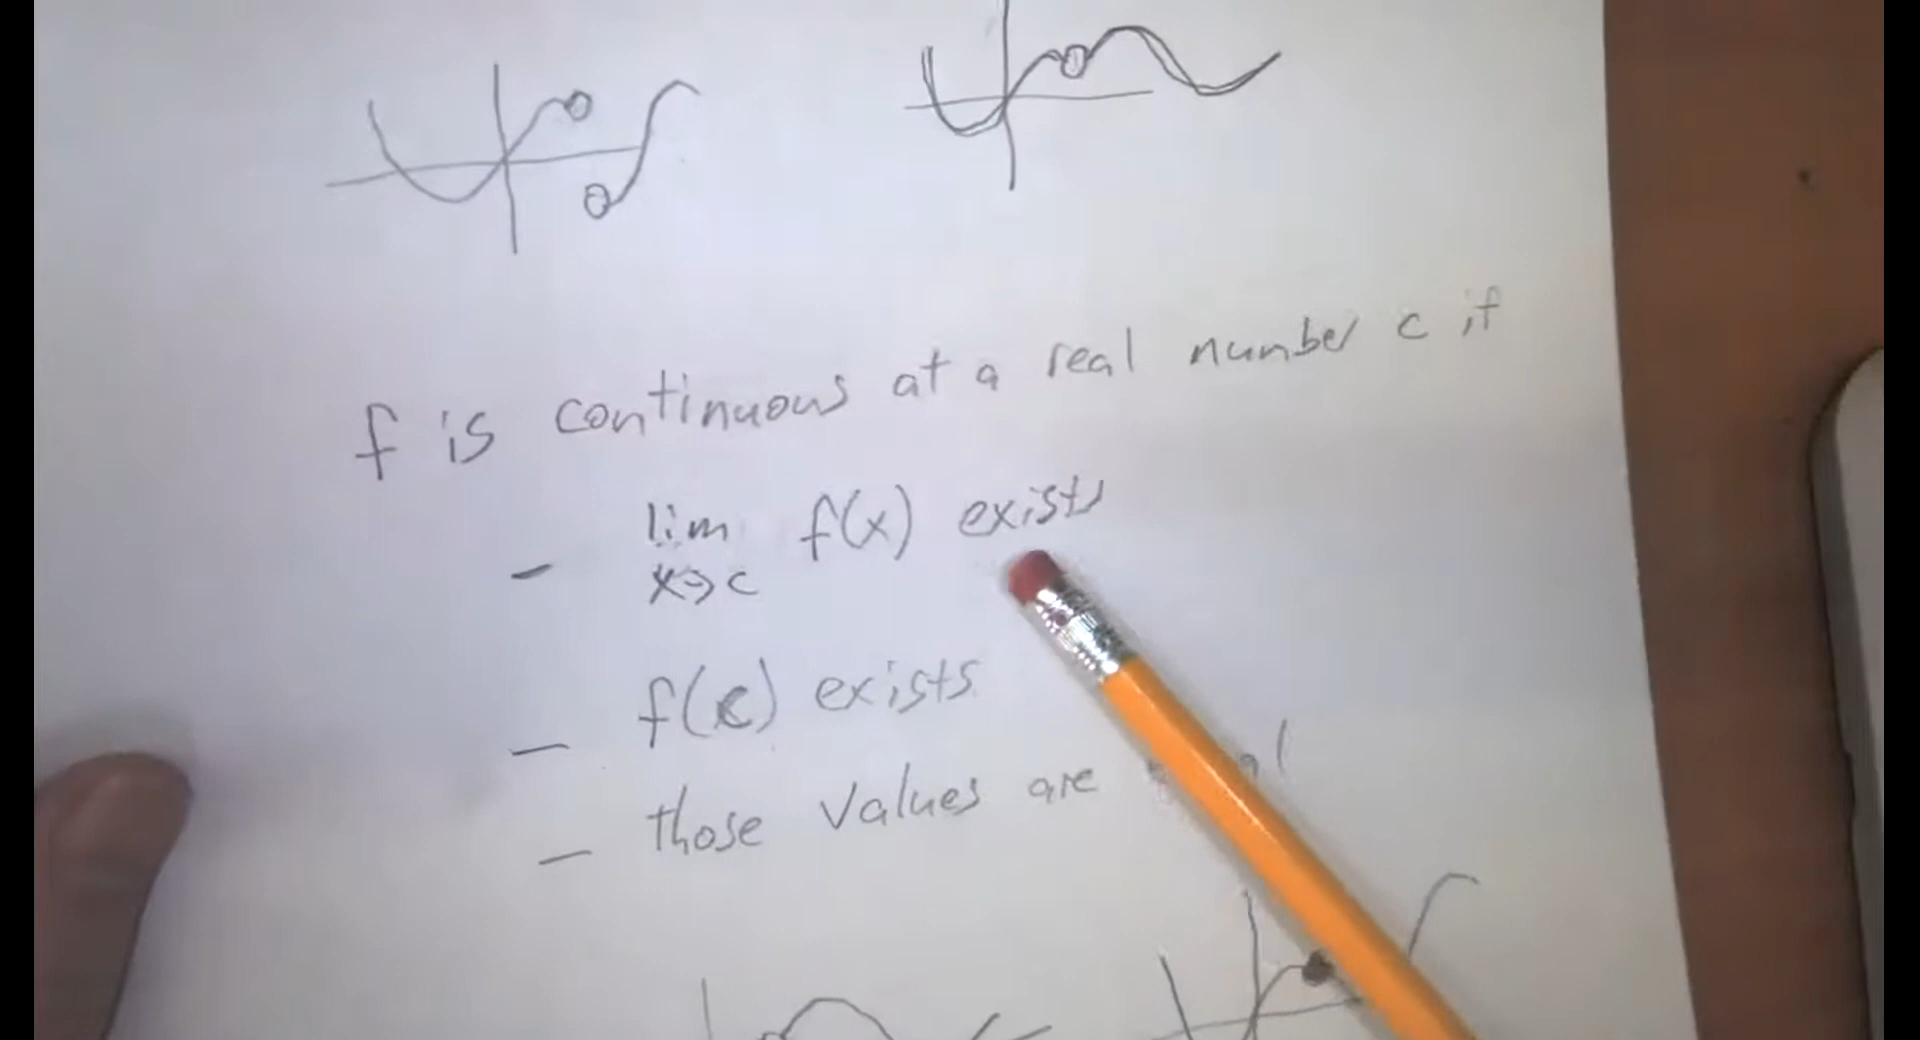 f is continuous at a real number c if
- lim f(x) exists
x→c
- f(c) exists
- those values are